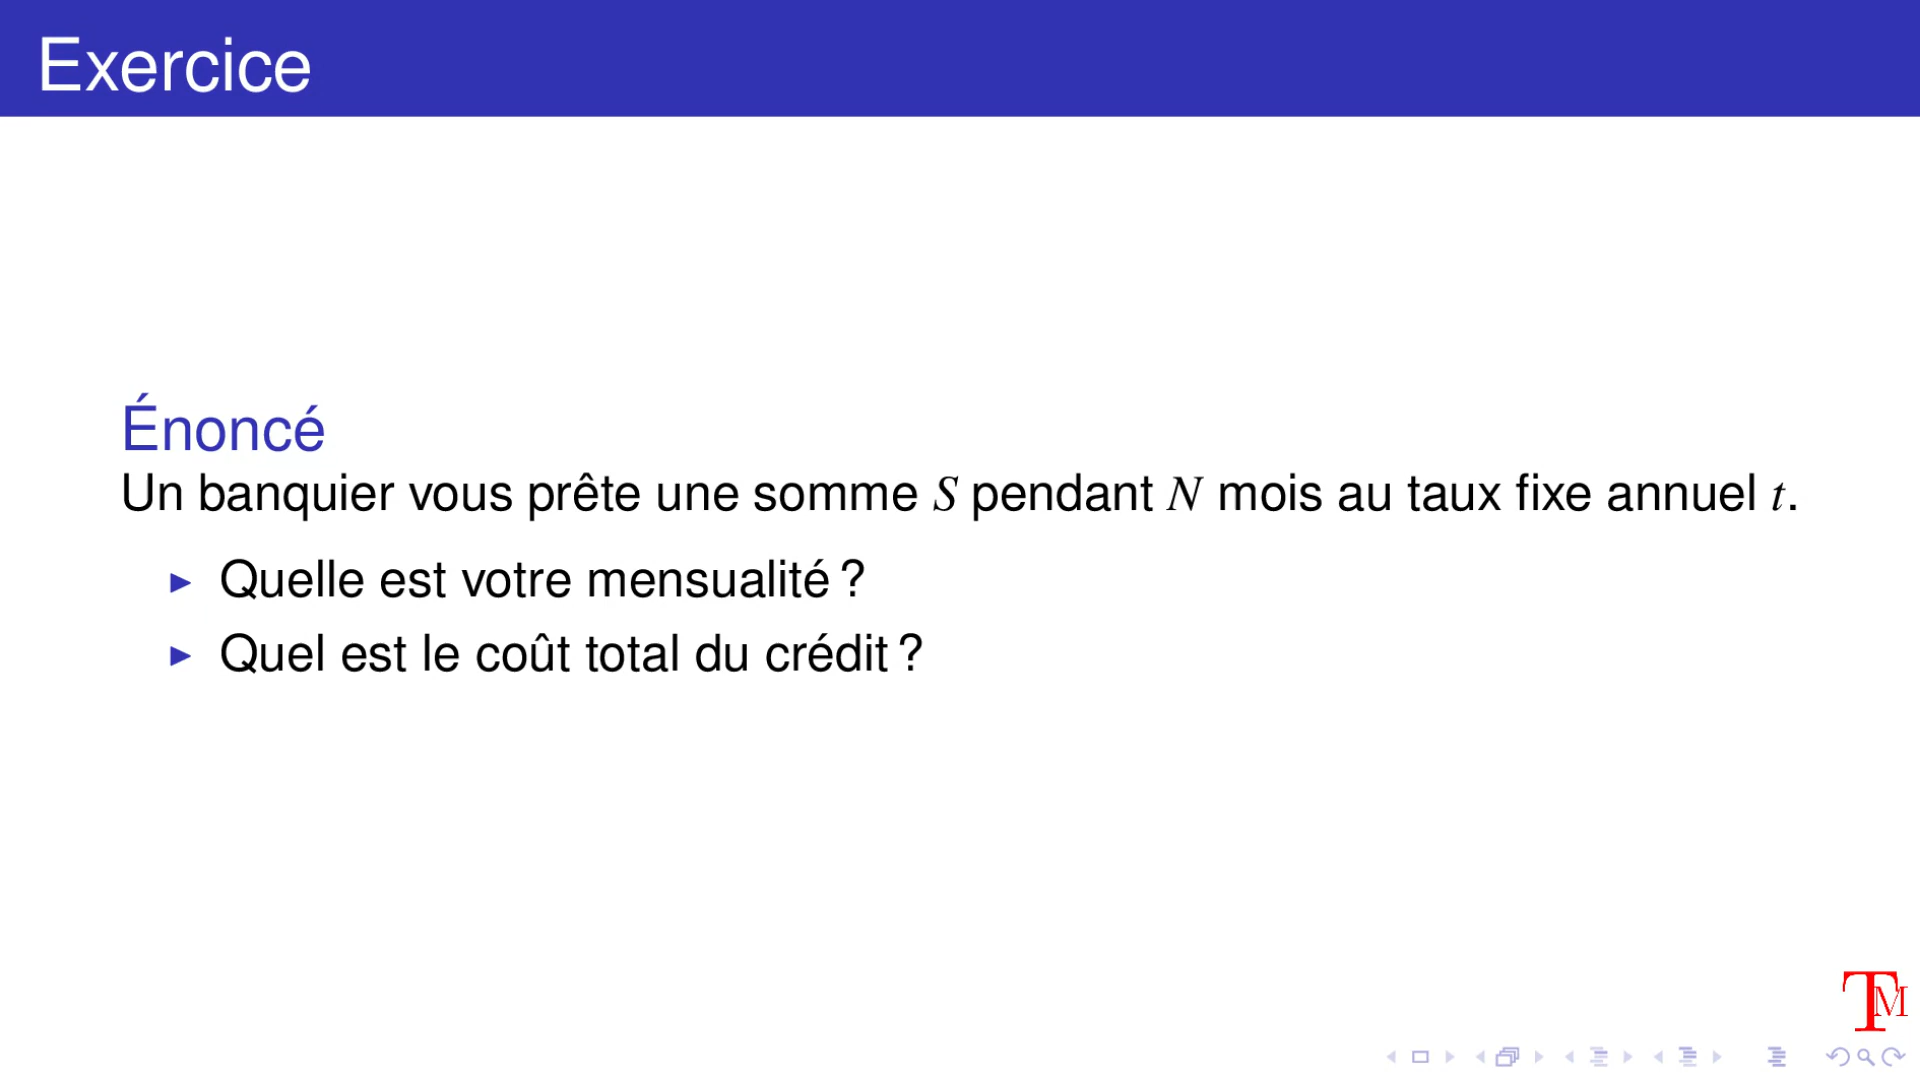 Exercice
Énoncé
Un banquier vous prête une somme S pendant N mois au taux fixe annuel t.
Quelle est votre mensualité ?
Quel est le coût total du crédit ?
TM